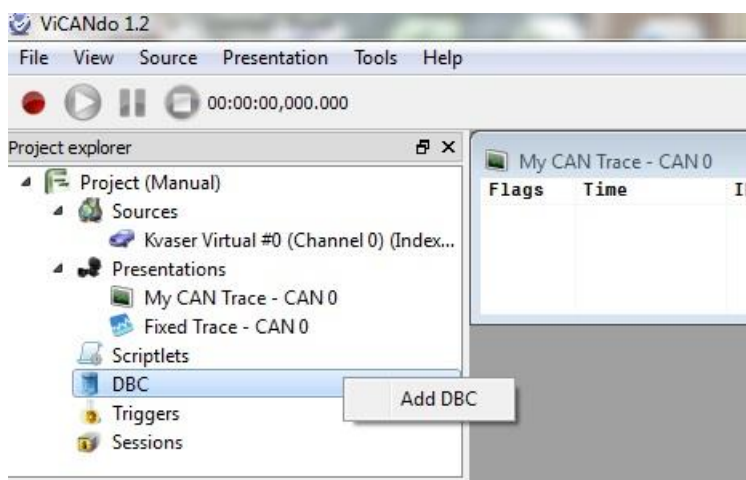 ViCANdo 1.2
File View Source Presentation Tools Help
00:00:00,000.000
Project explorer
Project (Manual)
Sources
Kvaser Virtual #0 (Channel 0) (Index...
Presentations
My CAN Trace - CAN 0
Fixed Trace - CAN 0
Scriptlets
DBC
Add DBC
Triggers
Sessions
My CAN Trace - CAN 0
Flags Time